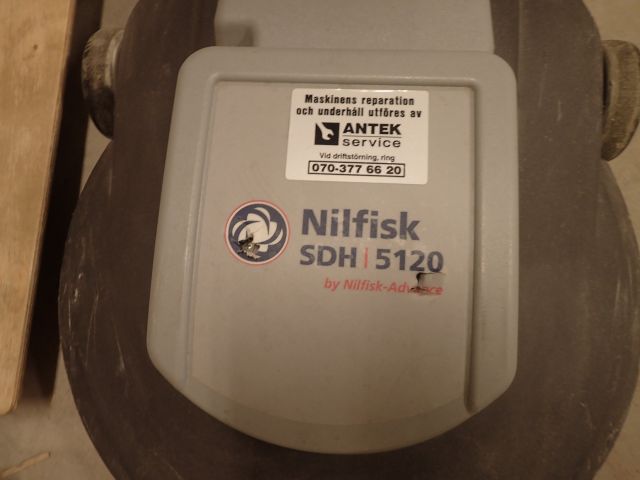 Maskinens reparation
och underhåll utföres av
ANTEK
service
Vid driftstörning, ring
070-377 66 20
Nilfisk
SDH | 5120
by Nilfisk-Advance